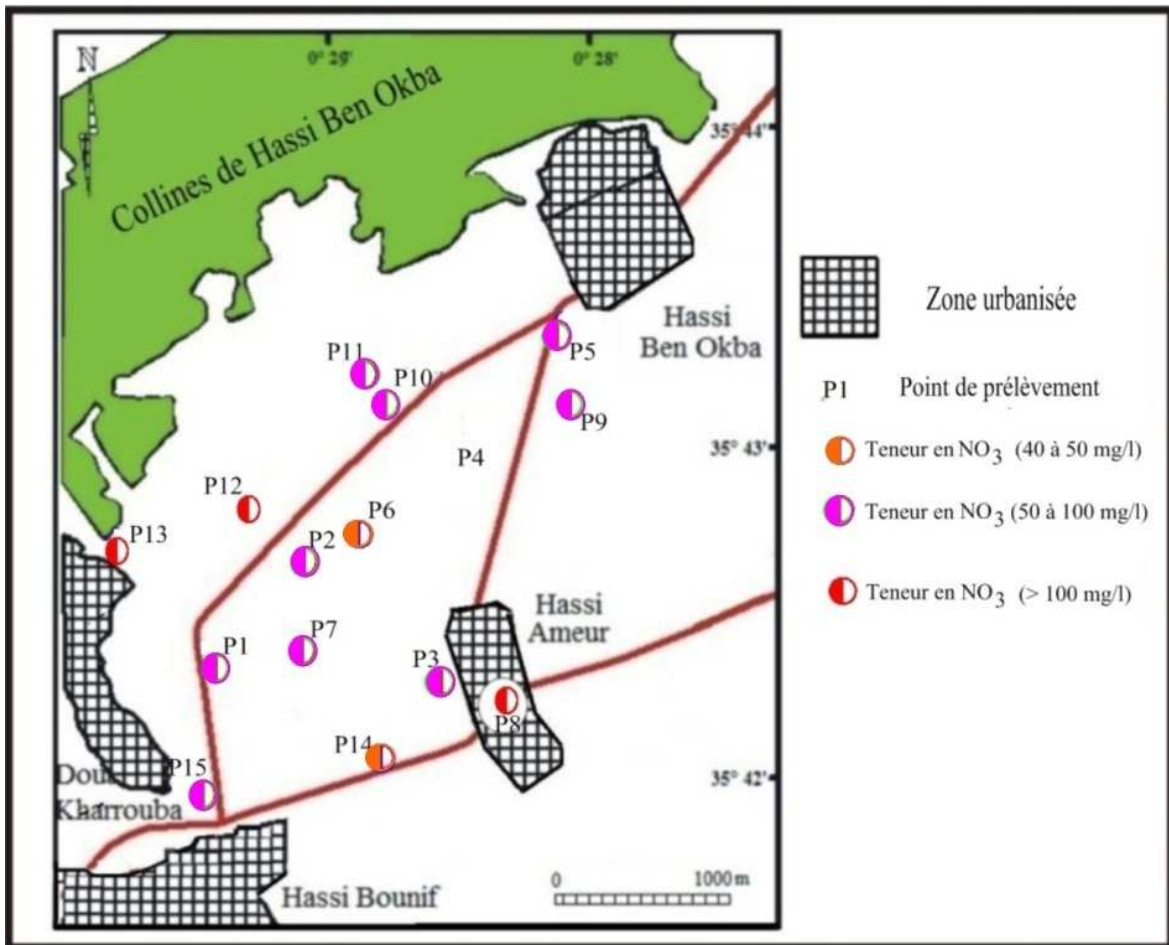 N
0° 29'
0° 28'
Collines de Hassi Ben Okba
35° 44'
Hassi
Ben Okba
P5
P11
P10
P9
P4
35° 43'
P12
P6
P13
P2
Hassi
Ameur
P7
P1
P3
P8
P14
35° 42'
P15
Dou
Kharrouba
Hassi Bounif
0
1000 m
Zone urbanisée
P1
Point de prélèvement
Teneur en NO3 (40 à 50 mg/l)
Teneur en NO3 (50 à 100 mg/l)
Teneur en NO3 (> 100 mg/l)